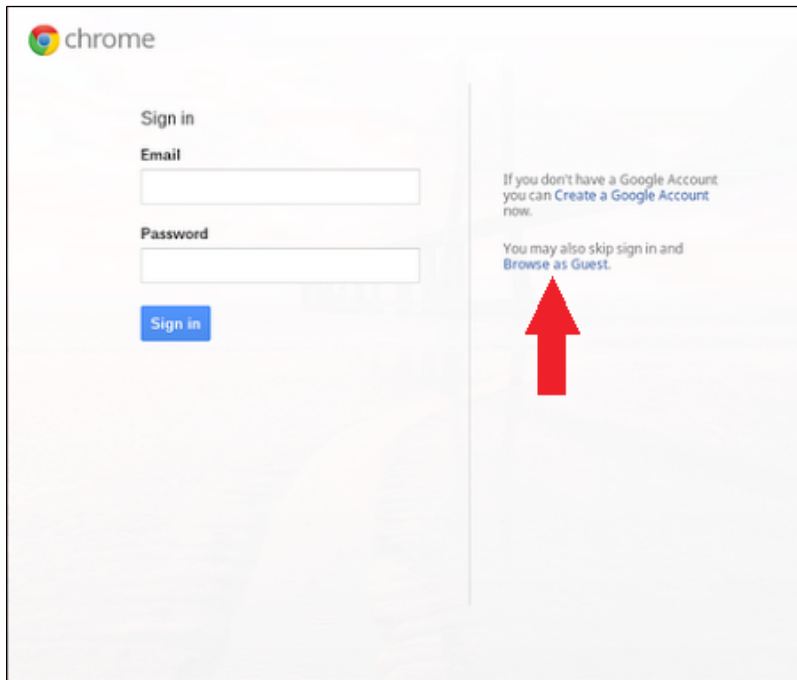 chrome
Sign in
Email
Password
Sign in
If you don't have a Google Account
you can Create a Google Account
now.
You may also skip sign in and
Browse as Guest.